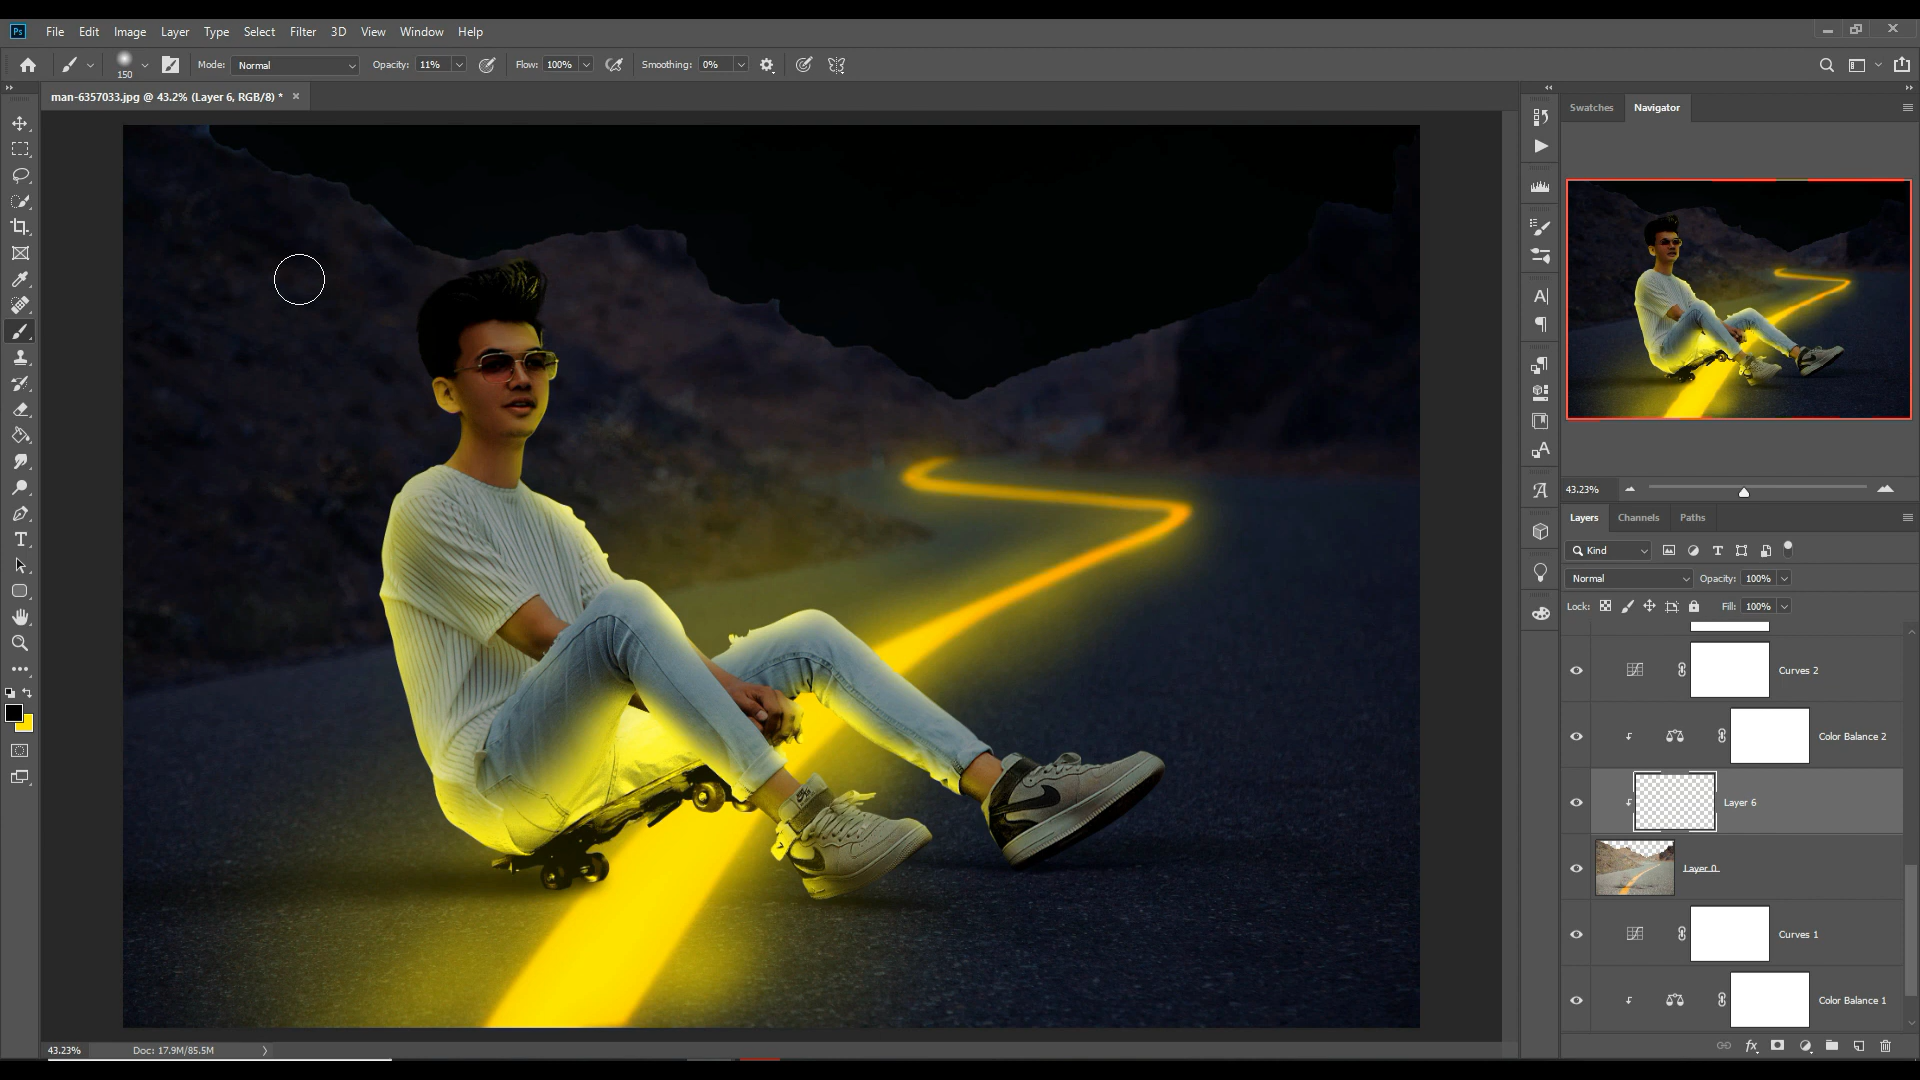 Ps File Edit Image Layer Type Select Filter 3D View Window Help
150 Mode: Normal Opacity: 11% Flow: 100% Smoothing: 0%
man-6357033.jpg @ 43.2% (Layer 6, RGB/8) * ×
Swatches Navigator
43.23%
Layers Channels Paths
Kind
Normal Opacity: 100%
Lock: Fill: 100%
Curves 2
Color Balance 2
Layer 6
Layer 0
Curves 1
Color Balance 1
fx
43.23% Doc: 17.9M/85.5M